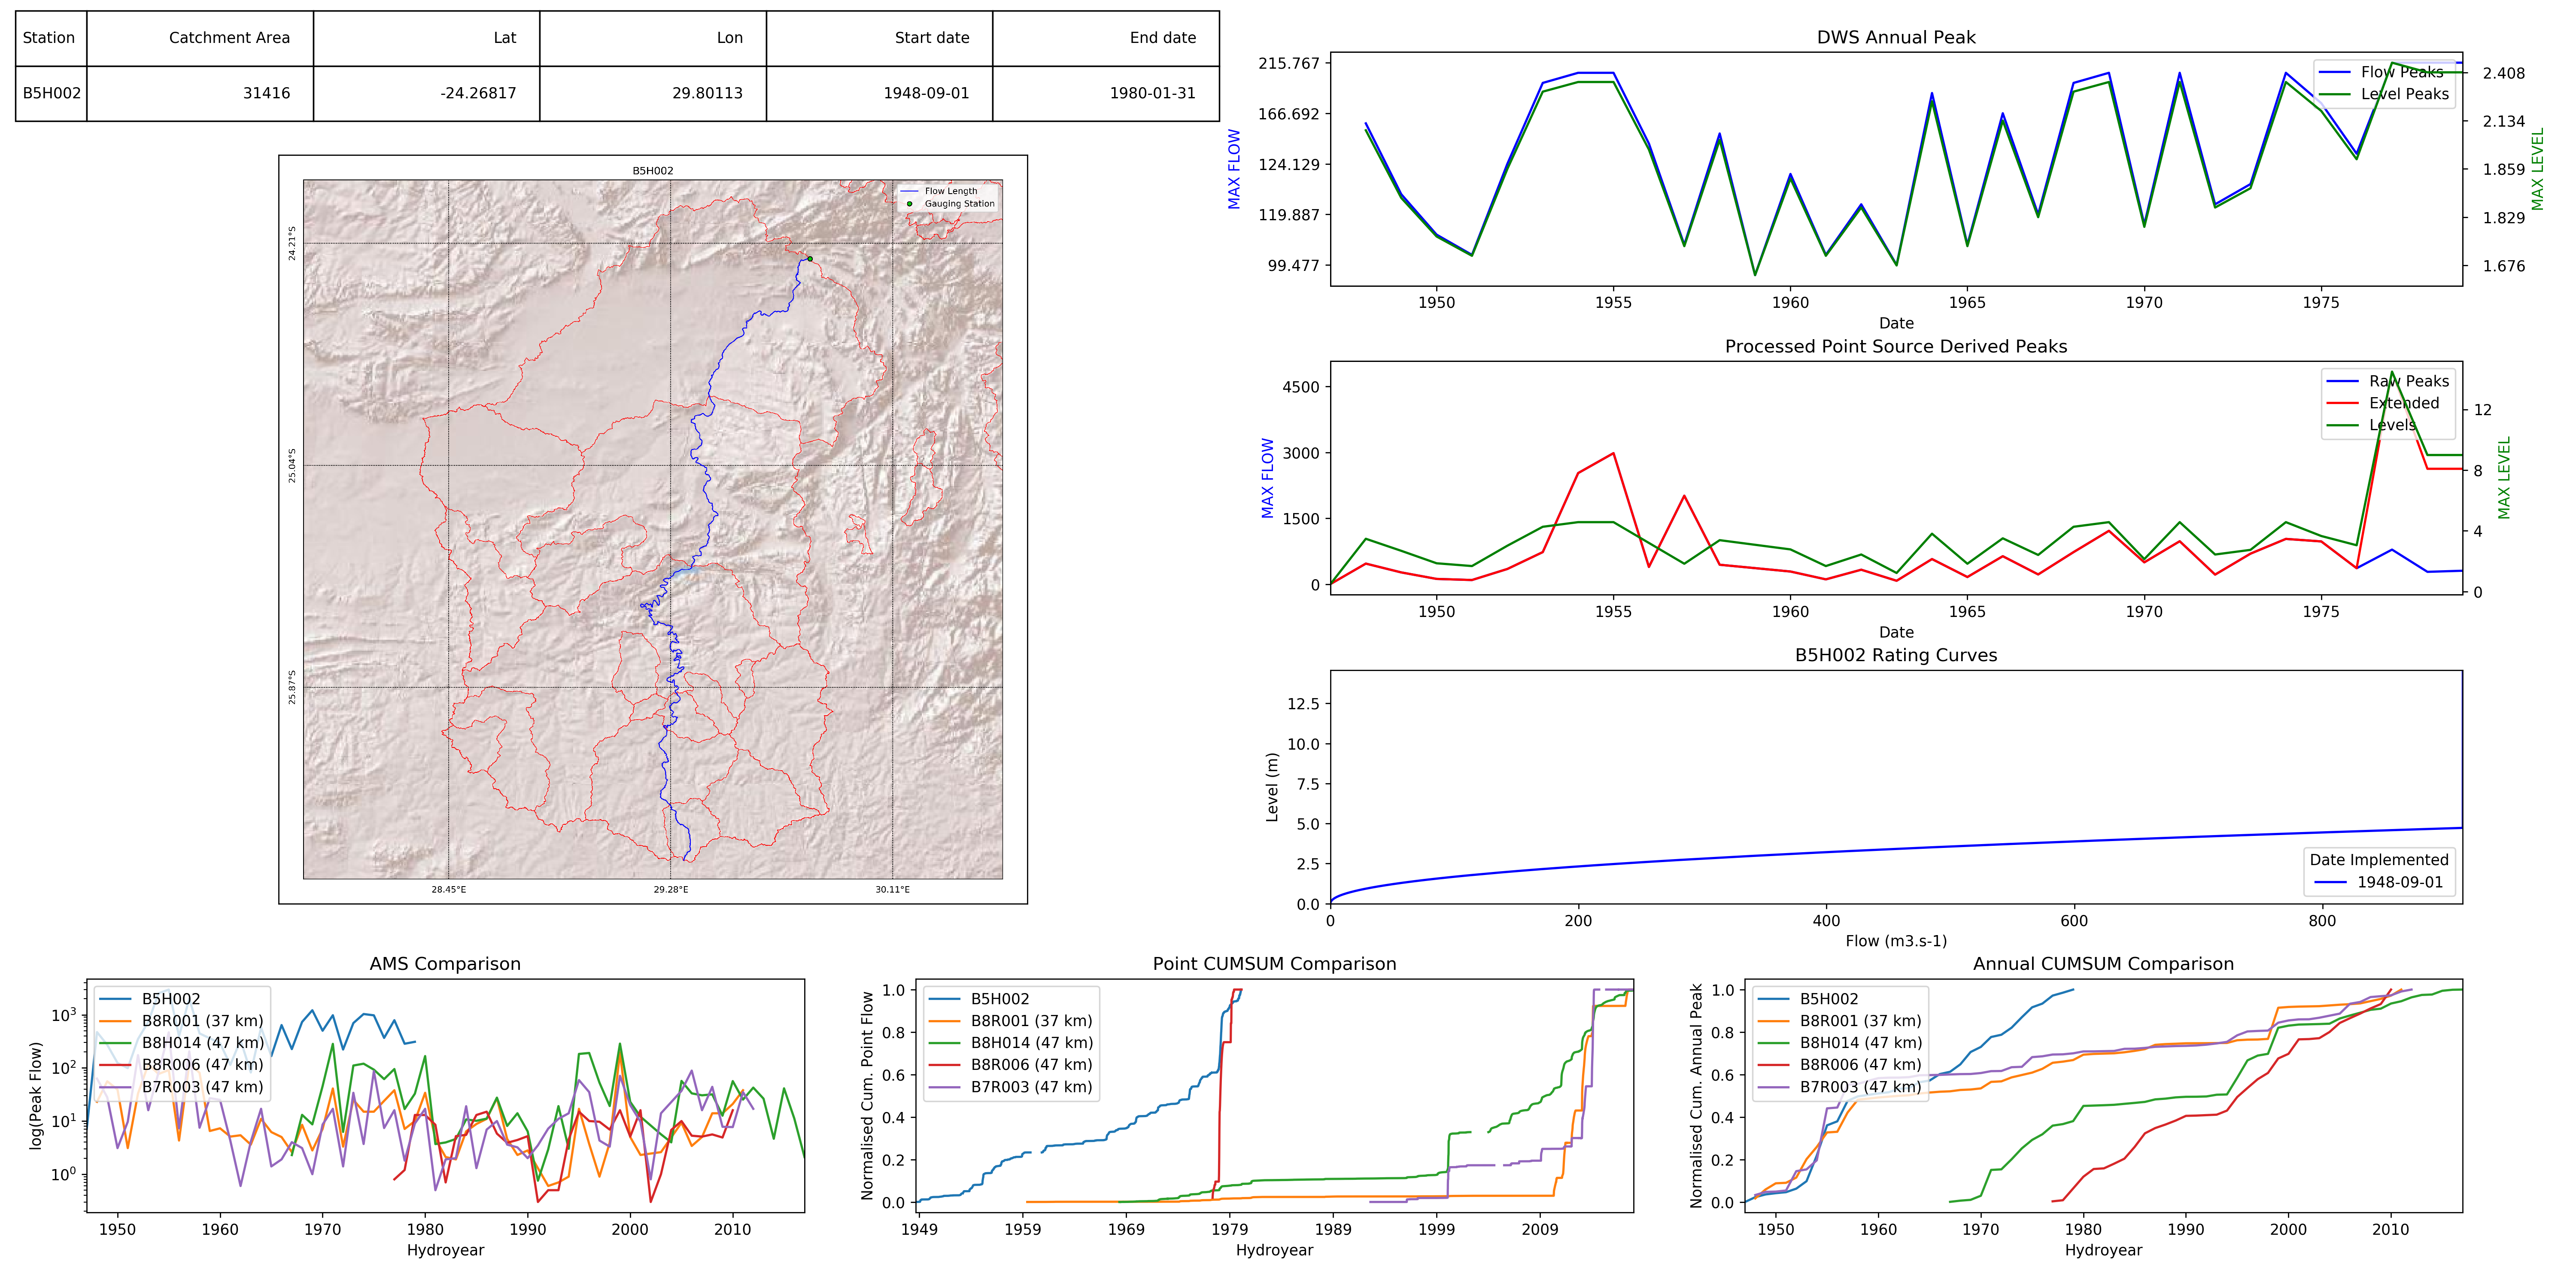 Station Catchment Area Lat Lon Start date End date
B5H002 31416 -24.26817 29.80113 1948-09-01 1980-01-31
B5H002
Flow Length
Gauging Station
24.21°S
25.04°S
25.87°S
28.45°E 29.28°E 30.11°E
DWS Annual Peak
Flow Peaks
Level Peaks
MAX FLOW
215.767
166.692
124.129
119.887
99.477
MAX LEVEL
2.408
2.134
1.859
1.829
1.676
1950 1955 1960 1965 1970 1975
Date
Processed Point Source Derived Peaks
Raw Peaks
Extended
Levels
MAX FLOW
4500
3000
1500
0
MAX LEVEL
12
8
4
0
1950 1955 1960 1965 1970 1975
Date
B5H002 Rating Curves
Level (m)
12.5
10.0
7.5
5.0
2.5
0.0
Date Implemented
1948-09-01
0 200 400 600 800
Flow (m3.s-1)
AMS Comparison
B5H002
B8R001 (37 km)
B8H014 (47 km)
B8R006 (47 km)
B7R003 (47 km)
log(Peak Flow)
10³
10²
10¹
10⁰
1950 1960 1970 1980 1990 2000 2010
Hydroyear
Point CUMSUM Comparison
B5H002
B8R001 (37 km)
B8H014 (47 km)
B8R006 (47 km)
B7R003 (47 km)
Normalised Cum. Point Flow
1.0
0.8
0.6
0.4
0.2
0.0
1949 1959 1969 1979 1989 1999 2009
Hydroyear
Annual CUMSUM Comparison
B5H002
B8R001 (37 km)
B8H014 (47 km)
B8R006 (47 km)
B7R003 (47 km)
Normalised Cum. Annual Peak
1.0
0.8
0.6
0.4
0.2
0.0
1950 1960 1970 1980 1990 2000 2010
Hydroyear